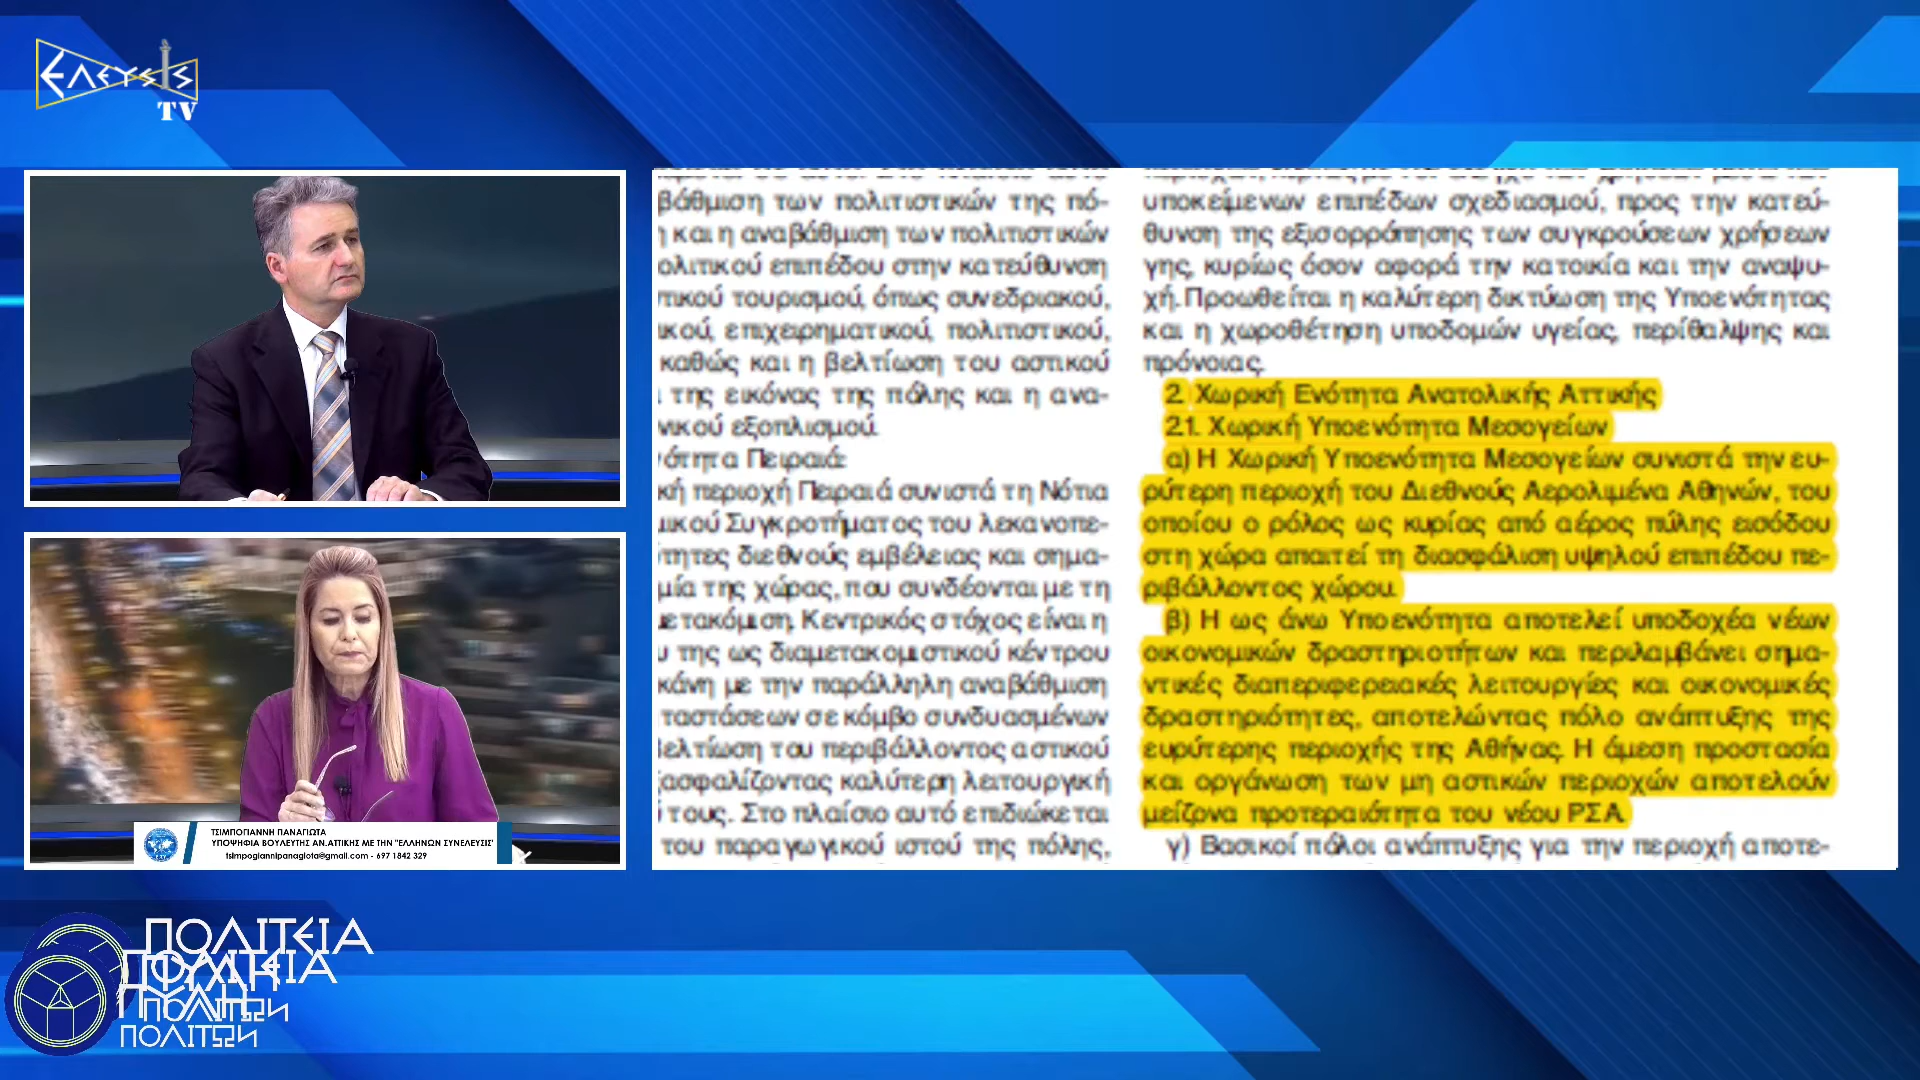 ΕΛΕΥSΙS
TV
ΤΣΙΜΠΟΓΙΑΝΝΗ ΠΑΝΑΓΙΩΤΑ
ΥΠΟΨΗΦΙΑ ΒΟΥΛΕΥΤΗΣ ΑΝ.ΑΤΤΙΚΗΣ ΜΕ ΤΗΝ "ΕΛΛΗΝΩΝ ΣΥΝΕΛΕΥΣΙΣ"
tsimpogiannipanagiota@gmail.com - 697 1842 329
βάθμιση των πολιτιστικών της πό-
η και η αναβάθμιση των πολιτιστικών
ολιτικού επιπέδου στην κατεύθυνση
τικού τουρισμού, όπως συνεδριακού,
ικού, επιχειρηματικού, πολιτιστικού,
καθώς και η βελτίωση του αστικού
ι της εικόνας της πόλης και η ανα-
νικού εξοπλισμού.
ότητα Πειραιά:
κή περιοχή Πειραιά συνιστά τη Νότια
μικού Συγκροτήματος του λεκανοπε-
ότητες διεθνούς εμβέλειας και σημα-
μία της χώρας, που συνδέονται με τη
μετακόμιση. Κεντρικός στόχος είναι η
υ της ως διαμετακομιστικού κέντρου
κάνη με την παράλληλη αναβάθμιση
ταστάσεων σε κόμβο συνδυασμένων
βελτίωση του περιβάλλοντος αστικού
ασφαλίζοντας καλύτερη λειτουργική
τους. Στο πλαίσιο αυτό επιδιώκεται
του παραγωγικού ιστού της πόλης,
υποκείμενων επιπέδων σχεδιασμού, προς την κατεύ-
θυνση της εξισορρόπησης των συγκρούσεων χρήσεων
γης, κυρίως όσον αφορά την κατοικία και την αναψυ-
χή. Προωθείται η καλύτερη δικτύωση της Υποενότητας
και η χωροθέτηση υποδομών υγείας, περίθαλψης και
πρόνοιας.
2. Χωρική Ενότητα Ανατολικής Αττικής
2.1. Χωρική Υποενότητα Μεσογείων
α) Η Χωρική Υποενότητα Μεσογείων συνιστά την ευ-
ρύτερη περιοχή του Διεθνούς Αερολιμένα Αθηνών, του
οποίου ο ρόλος ως κυρίας από αέρος πύλης εισόδου
στη χώρα απαιτεί τη διασφάλιση υψηλού επιπέδου πε-
ριβάλλοντος χώρου.
β) Η ως άνω Υποενότητα αποτελεί υποδοχέα νέων
οικονομικών δραστηριοτήτων και περιλαμβάνει σημα-
ντικές διαπεριφερειακές λειτουργίες και οικονομικές
δραστηριότητες, αποτελώντας πόλο ανάπτυξης της
ευρύτερης περιοχής της Αθήνας. Η άμεση προστασία
και οργάνωση των μη αστικών περιοχών αποτελούν
μείζονα προτεραιότητα του νέου ΡΣΑ.
γ) Βασικοί πόλοι ανάπτυξης για την περιοχή αποτε-
ΠΟΛΙΤΕΙΑ
ΠΟΛΙΤΕΙΑ
ΠΥΛΗ
ΠΟΛΙΤΩΝ
ΠΟΛΙΤΩΝ